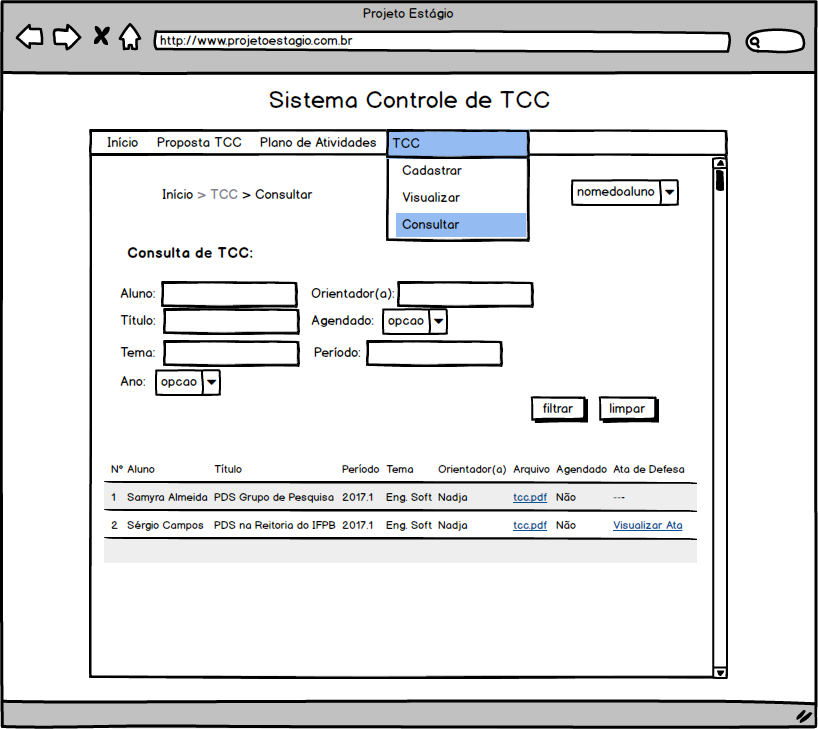 Projeto Estágio
http://www.projetoestagio.com.br
Sistema Controle de TCC
Início Proposta TCC Plano de Atividades TCC
Cadastrar
Visualizar
Consultar
Início > TCC > Consultar
nomedoaluno
Consulta de TCC:
Aluno: Orientador(a):
Título: Agendado: opcao
Tema: Período:
Ano: opcao
filtrar limpar
Nº Aluno Título Período Tema Orientador(a) Arquivo Agendado Ata de Defesa
1 Samyra Almeida PDS Grupo de Pesquisa 2017.1 Eng. Soft Nadja tcc.pdf Não ---
2 Sérgio Campos PDS na Reitoria do IFPB 2017.1 Eng. Soft Nadja tcc.pdf Não Visualizar Ata